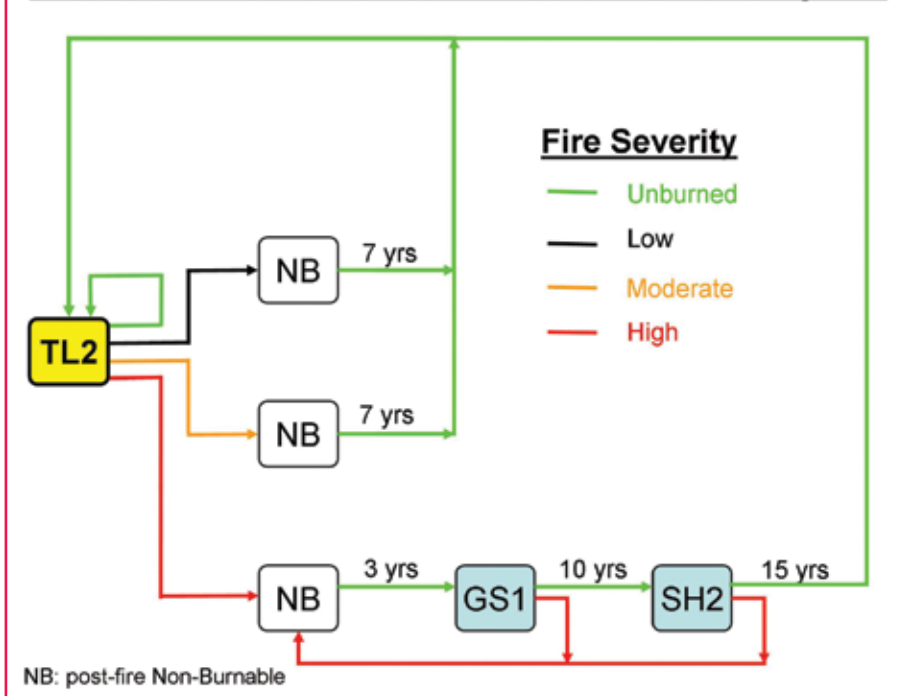 Fire Severity
Unburned
Low
Moderate
High
NB
7 yrs
TL2
NB
7 yrs
NB
3 yrs
GS1
10 yrs
SH2
15 yrs
NB: post-fire Non-Burnable